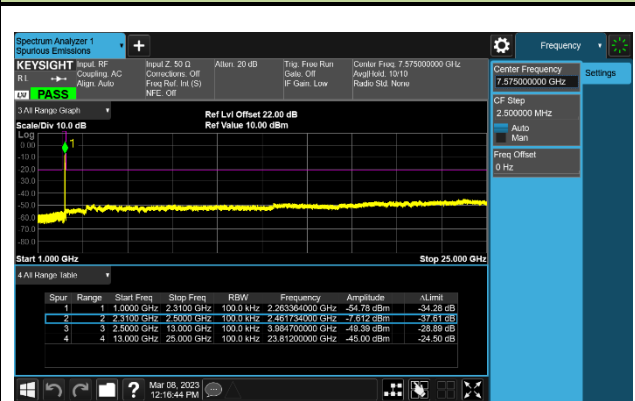 Spectrum Analyzer 1
Spurious Emissions
Frequency
KEYSIGHT Input: RF Input Z: 50 Ω Atten: 20 dB Trig: Free Run Center Freq: 7.575000000 GHz
RL Coupling: AC Corrections: Off Gate: Off Avg|Hold: 10/10
Align: Auto Freq Ref: Int (S) IF Gain: Low Radio Std: None
LXI PASS NFE: Off
Center Frequency
7.575000000 GHz
Settings
CF Step
2.500000 MHz
Auto
Man
Freq Offset
0 Hz
3 All Range Graph
Ref Lvl Offset 22.00 dB
Scale/Div 10.0 dB Ref Value 10.00 dBm
Log
1
0.00
-10.0
-20.0
-30.0
-40.0
-50.0
-60.0
-70.0
-80.0
Start 1.000 GHz Stop 25.000 GHz
4 All Range Table
Spur Range Start Freq Stop Freq RBW Frequency Amplitude ΔLimit
1 1 1.0000 GHz 2.3100 GHz 100.0 kHz 2.263364000 GHz -54.78 dBm -34.28 dB
2 2 2.3100 GHz 2.5000 GHz 100.0 kHz 2.461734000 GHz -7.612 dBm -37.61 dB
3 3 2.5000 GHz 13.000 GHz 100.0 kHz 3.984700000 GHz -49.39 dBm -28.89 dB
4 4 13.000 GHz 25.000 GHz 100.0 kHz 23.81200000 GHz -45.00 dBm -24.50 dB
Mar 08, 2023
12:16:44 PM